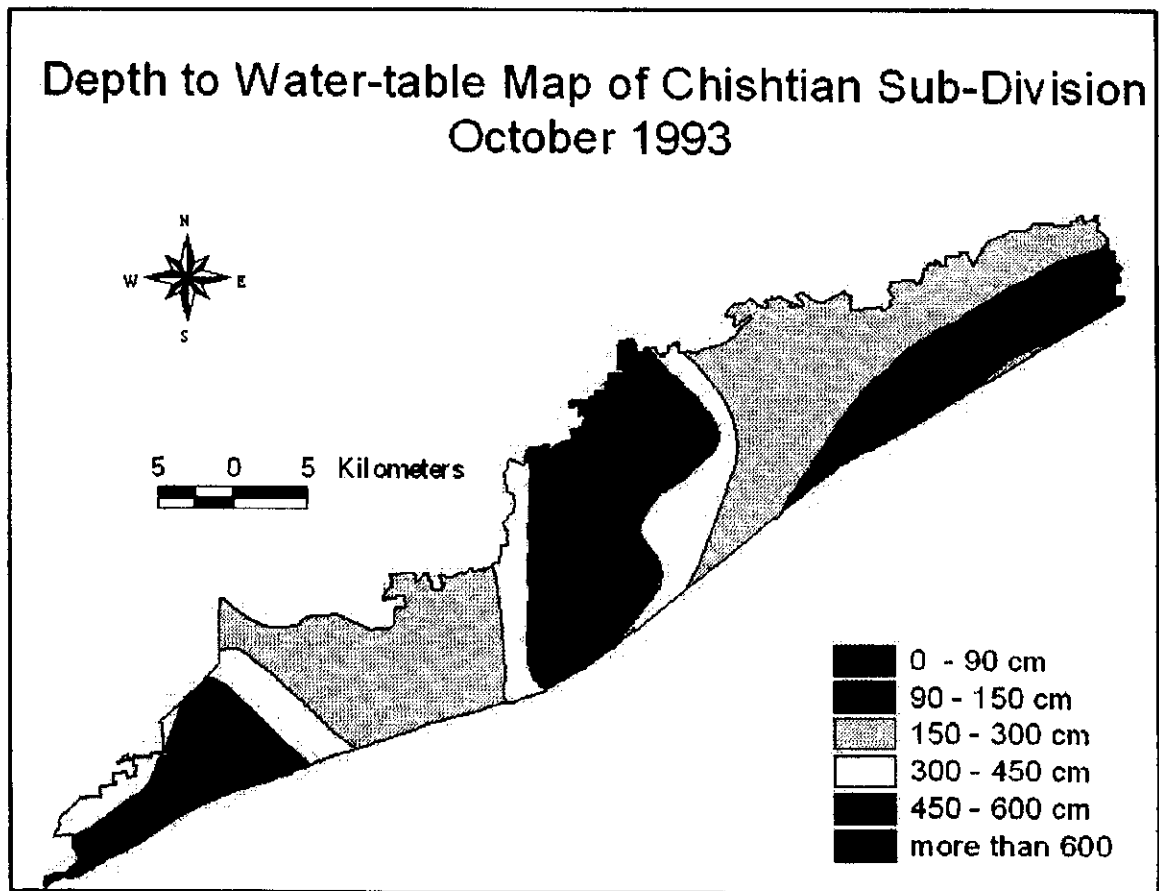 Depth to Water-table Map of Chishtian Sub-Division
October 1993
N
W E
S
5 0 5 Kilometers
0 - 90 cm
90 - 150 cm
150 - 300 cm
300 - 450 cm
450 - 600 cm
more than 600